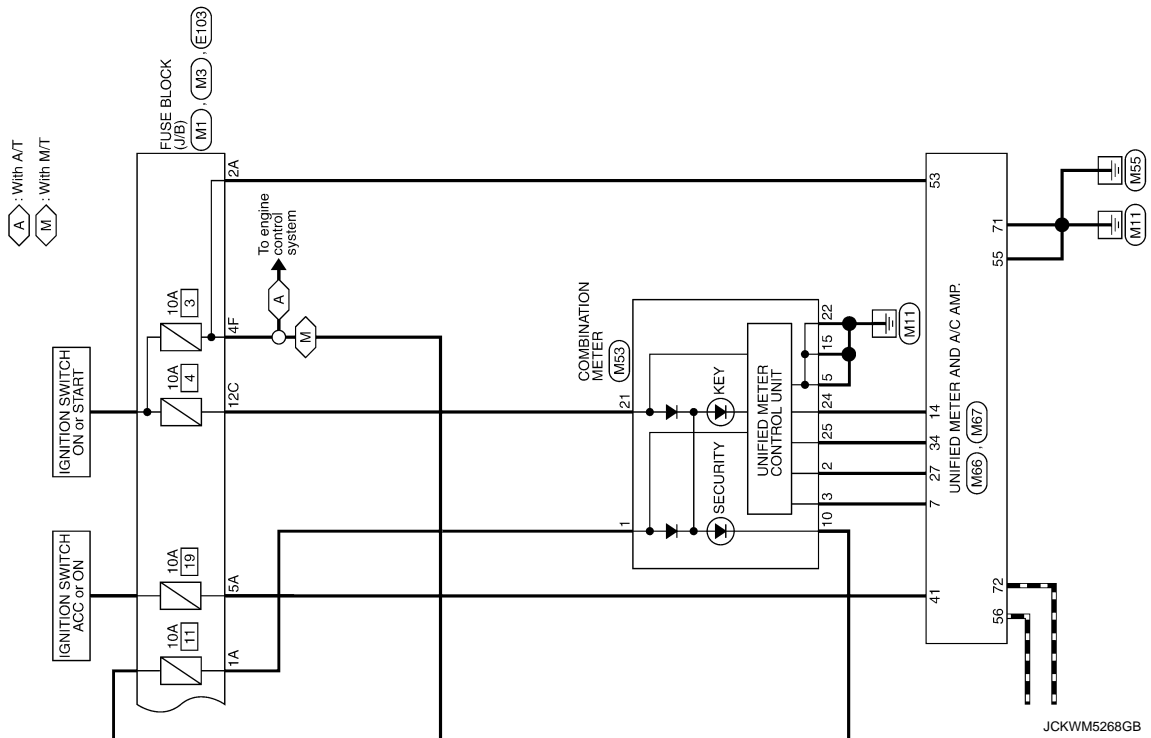 A : With A/T
M : With M/T
IGNITION SWITCH
ACC or ON
IGNITION SWITCH
ON or START
FUSE BLOCK
(J/B)
M1 , M3 , E103
10A
11
10A
19
10A
4
10A
3
1A
5A
12C
4F
2A
A
To engine
control
system
M
COMBINATION
METER
M53
1
21
SECURITY
KEY
UNIFIED METER
CONTROL UNIT
10
3
2
25
24
5
15
22
M11
41
7
27
34
14
53
UNIFIED METER AND A/C AMP.
M66 , M67
56
72
55
71
M11
M55
JCKWM5268GB